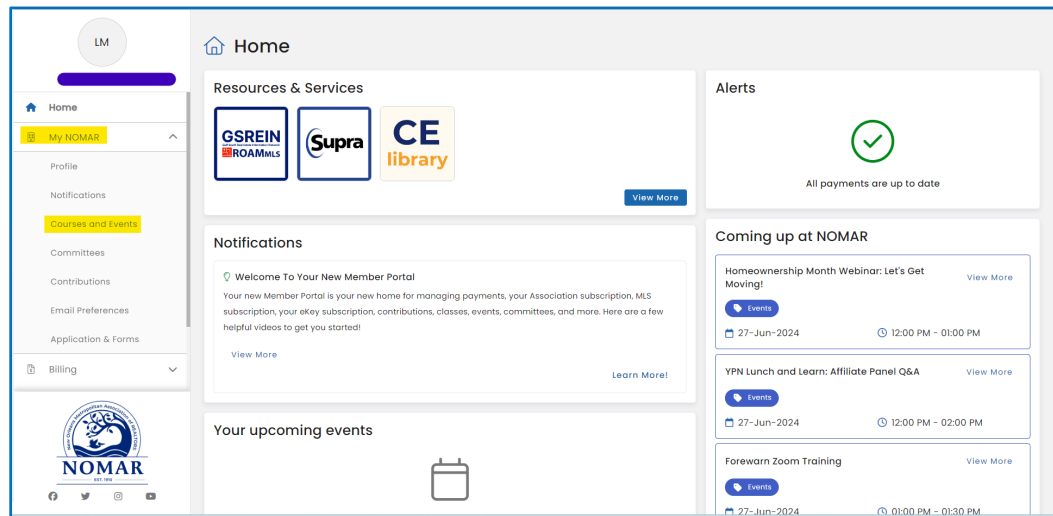 LM
Home
My NOMAR
Profile
Notifications
Courses and Events
Committees
Contributions
Email Preferences
Application & Forms
Billing
New Orleans Metropolitan Association of REALTORS
NOMAR
EST. 1916
Home
Resources & Services
GSREIN
ROAMMLS
Supra
CE
library
View More
Notifications
Welcome To Your New Member Portal
Your new Member Portal is your new home for managing payments, your Association subscription, MLS
subscription, your eKey subscription, contributions, classes, events, committees, and more. Here are a few
helpful videos to get you started!
View More
Learn More!
Your upcoming events
Alerts
All payments are up to date
Coming up at NOMAR
Homeownership Month Webinar: Let's Get
Moving!
View More
Events
27-Jun-2024
12:00 PM - 01:00 PM
YPN Lunch and Learn: Affiliate Panel Q&A
View More
Events
27-Jun-2024
12:00 PM - 02:00 PM
Forewarn Zoom Training
View More
Events
27-Jun-2024
01:00 PM - 01:30 PM